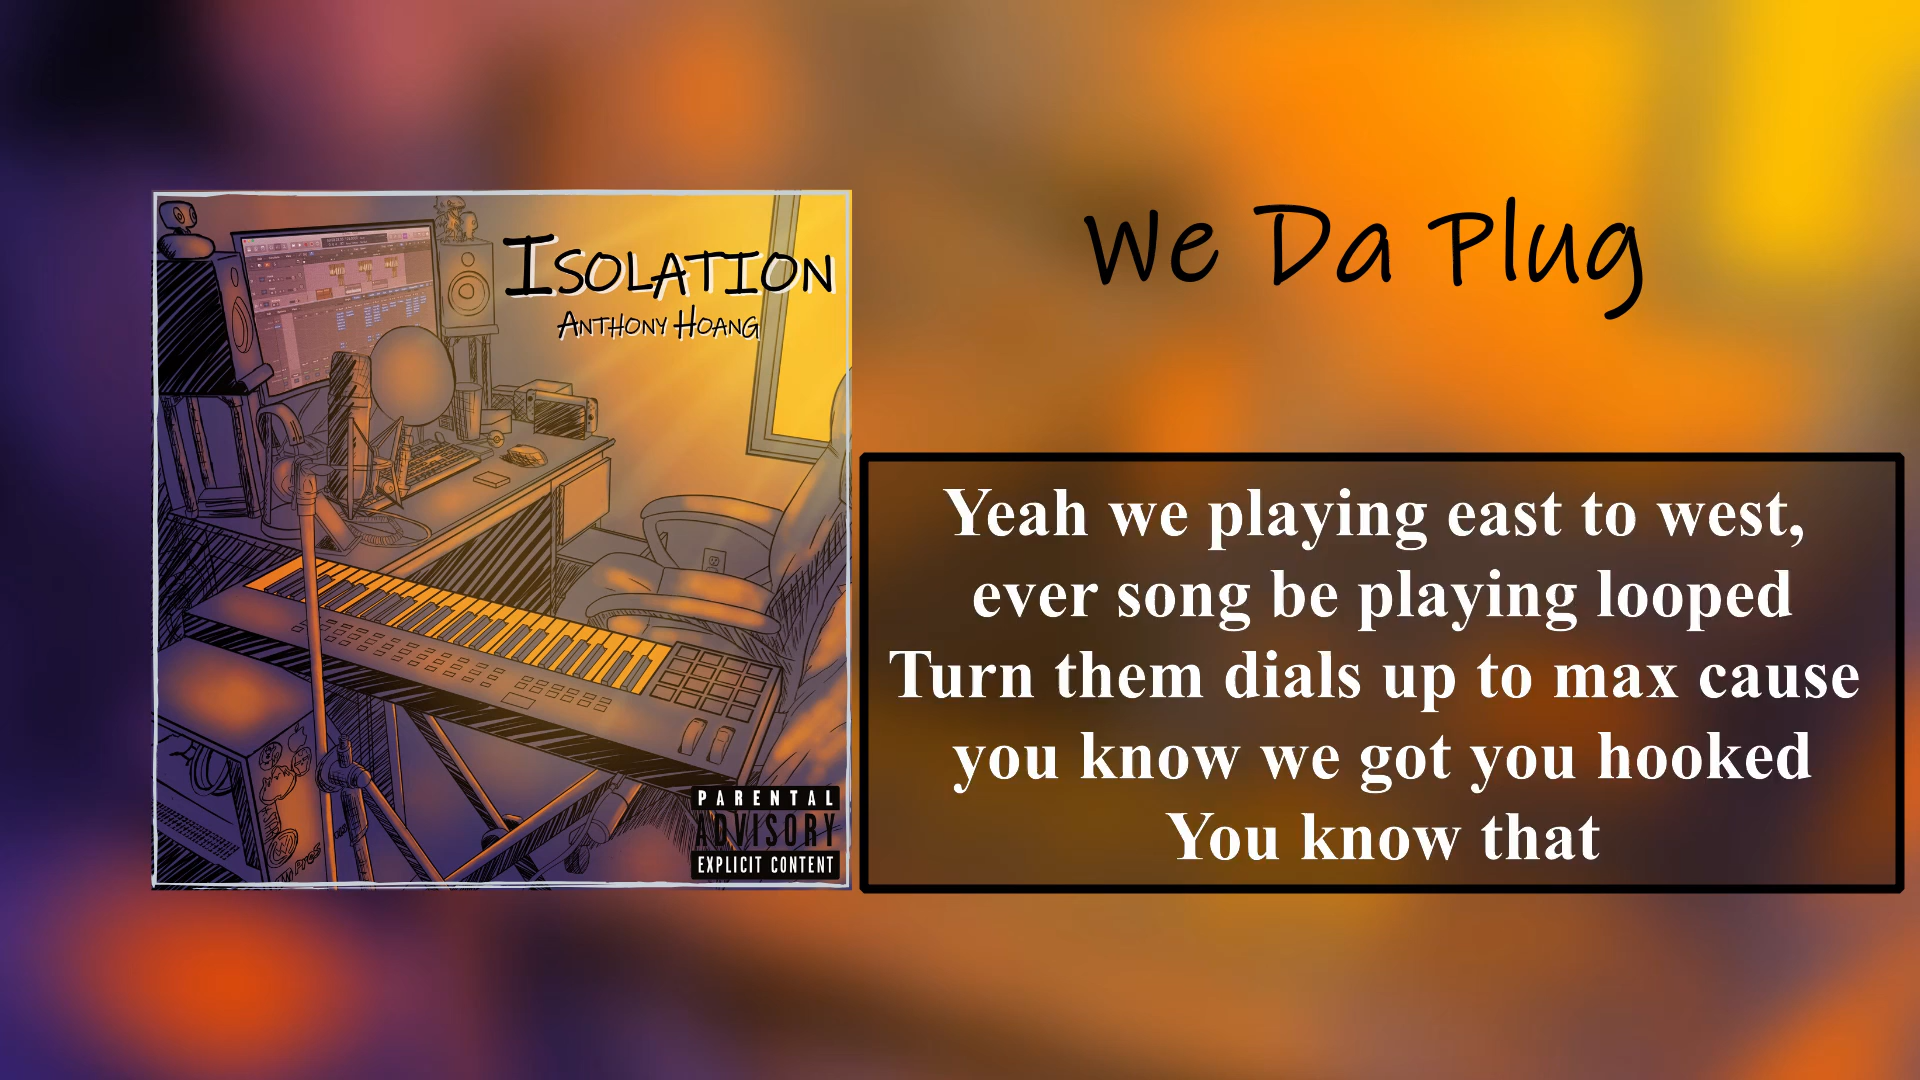 Isolation
Anthony Hoang
PARENTAL
ADVISORY
EXPLICIT CONTENT
We Da Plug
Yeah we playing east to west,
ever song be playing looped
Turn them dials up to max cause
you know we got you hooked
You know that